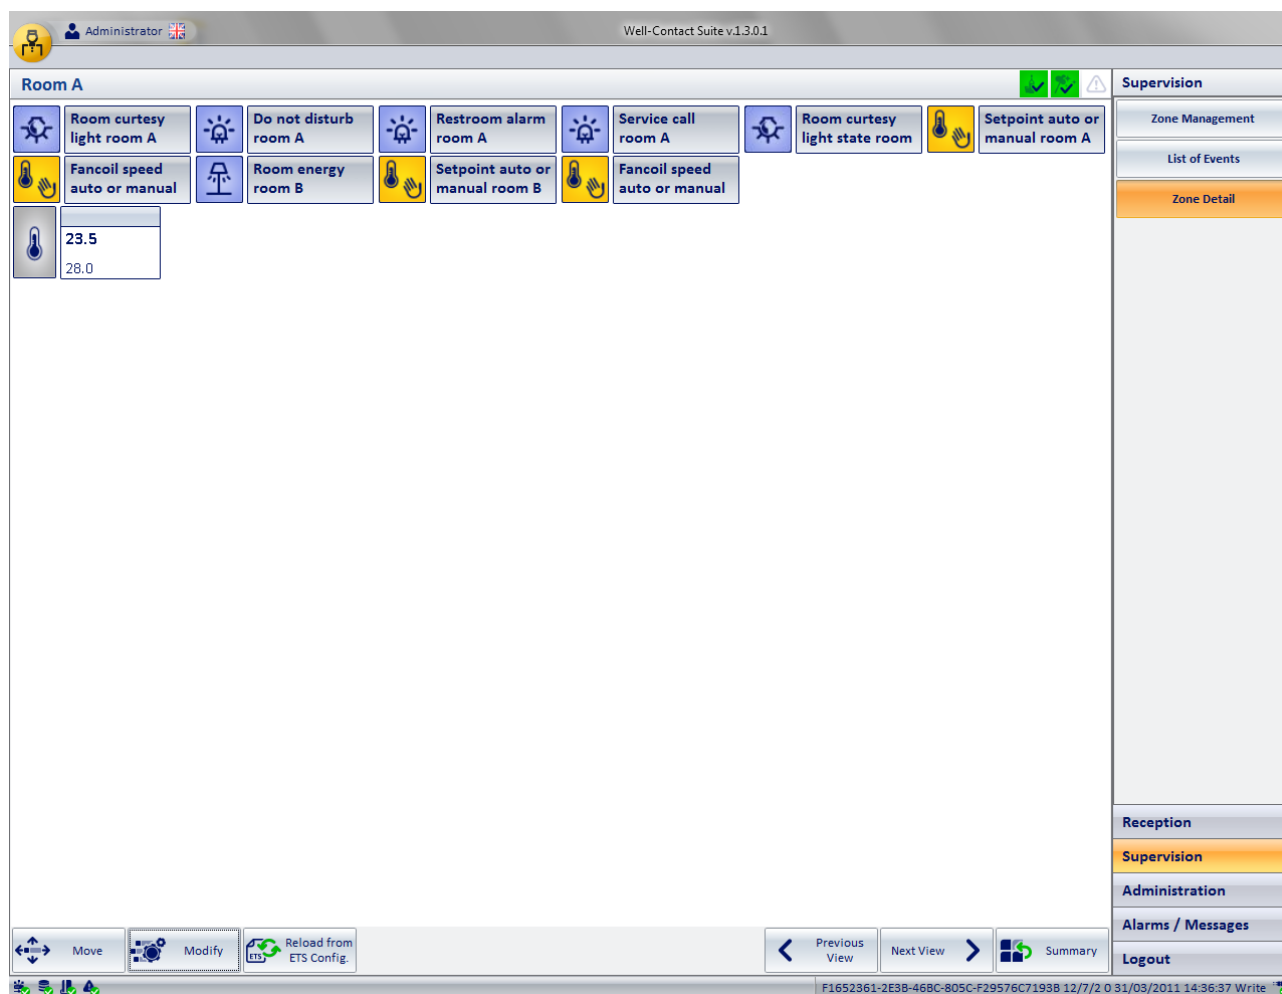 Administrator
Well-Contact Suite v.1.3.0.1
Room A
Supervision
Room curtesy
light room A
Do not disturb
room A
Restroom alarm
room A
Service call
room A
Room curtesy
light state room
Setpoint auto or
manual room A
Fancoil speed
auto or manual
Room energy
room B
Setpoint auto or
manual room B
Fancoil speed
auto or manual
23.5
28.0
Zone Management
List of Events
Zone Detail
Reception
Supervision
Administration
Alarms / Messages
Logout
Move
Modify
ETS
Reload from
ETS Config.
Previous
View
Next View
Summary
F1652361-2E3B-46BC-805C-F29576C7193B 12/7/2 0 31/03/2011 14:36:37 Write